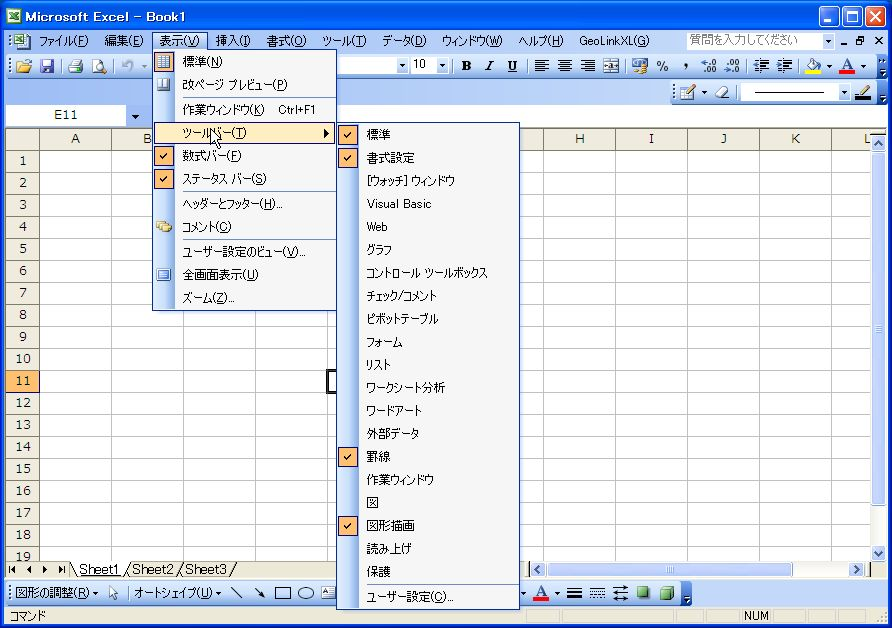 Microsoft Excel - Book1
ファイル(F) 編集(E) 表示(V) 挿入(I) 書式(O) ツール(T) データ(D) ウィンドウ(W) ヘルプ(H) GeoLinkXL(G) 質問を入力してください
10 B I U % ,
E11
標準(N)
改ページ プレビュー(P)
作業ウィンドウ(K) Ctrl+F1
ツールバー(T)
数式バー(F)
ステータス バー(S)
ヘッダーとフッター(H)...
コメント(C)
ユーザー設定のビュー(V)...
全画面表示(U)
ズーム(Z)...
標準
書式設定
[ウォッチ] ウィンドウ
Visual Basic
Web
グラフ
コントロール ツールボックス
チェック/コメント
ピボットテーブル
フォーム
リスト
ワークシート分析
ワードアート
外部データ
罫線
作業ウィンドウ
図
図形描画
読み上げ
保護
ユーザー設定(C)...
A B H I J K L
1
2
3
4
5
6
7
8
9
10
11
12
13
14
15
16
17
18
19
Sheet1 Sheet2 Sheet3
図形の調整(R) オートシェイプ(U) A
コマンド NUM